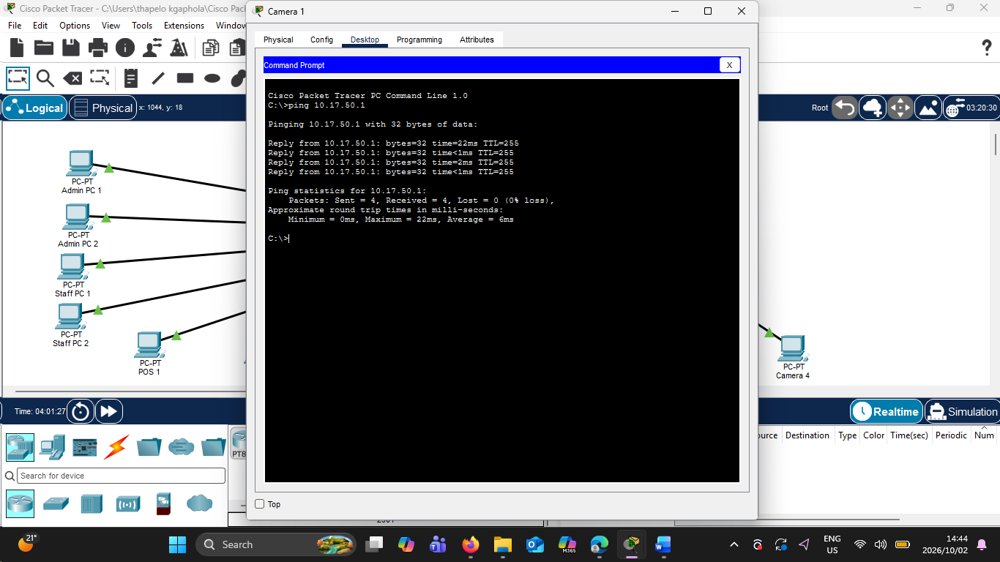 Cisco Packet Tracer - C:\Users\thapelo kgaphola\Cisco Pack
File Edit Options View Tools Extensions Window
Logical
Physical
x: 1044, y: 18
Root
03:20:30
PC-PT
Admin PC 1
PC-PT
Admin PC 2
PC-PT
Staff PC 1
PC-PT
Staff PC 2
PC-PT
POS 1
Camera 1
Physical Config Desktop Programming Attributes
Command Prompt
X
Cisco Packet Tracer PC Command Line 1.0
C:\>ping 10.17.50.1
Pinging 10.17.50.1 with 32 bytes of data:
Reply from 10.17.50.1: bytes=32 time=22ms TTL=255
Reply from 10.17.50.1: bytes=32 time<1ms TTL=255
Reply from 10.17.50.1: bytes=32 time=2ms TTL=255
Reply from 10.17.50.1: bytes=32 time<1ms TTL=255
Ping statistics for 10.17.50.1:
Packets: Sent = 4, Received = 4, Lost = 0 (0% loss),
Approximate round trip times in milli-seconds:
Minimum = 0ms, Maximum = 22ms, Average = 6ms
C:\>
Top
PC-PT
Camera 4
Time: 04:01:27
Realtime
Simulation
PT8
Search for device
ource Destination Type Color Time(sec) Periodic Num
21°
Search
M365
ENG
US
14:44
2026/10/02